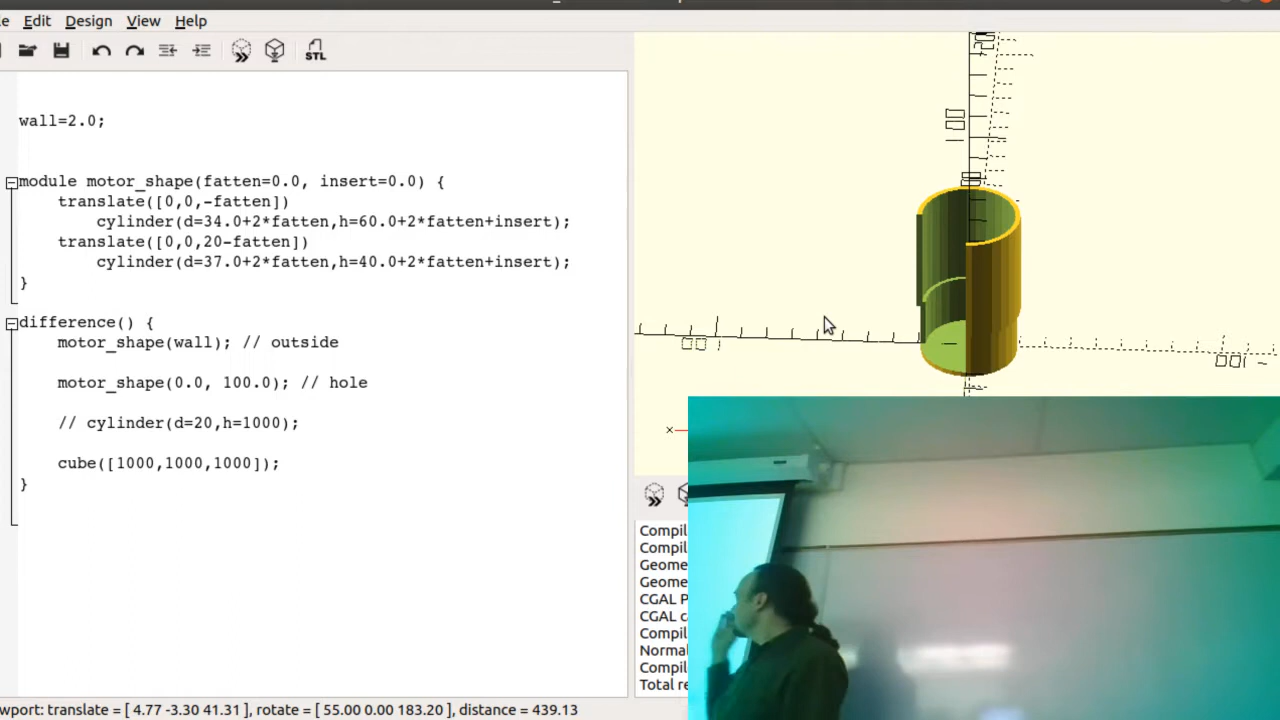 Edit Design View Help
STL
wall=2.0;
module motor_shape(fatten=0.0, insert=0.0) {
translate([0,0,-fatten])
cylinder(d=34.0+2*fatten,h=60.0+2*fatten+insert);
translate([0,0,20-fatten])
cylinder(d=37.0+2*fatten,h=40.0+2*fatten+insert);
}
difference() {
motor_shape(wall); // outside
motor_shape(0.0, 100.0); // hole
// cylinder(d=20,h=1000);
cube([1000,1000,1000]);
}
x
Compil
Compil
Geome
Geome
CGAL P
CGAL c
Compil
Normal
Compil
Total re
wport: translate = [ 4.77 -3.30 41.31 ], rotate = [ 55.00 0.00 183.20 ], distance = 439.13